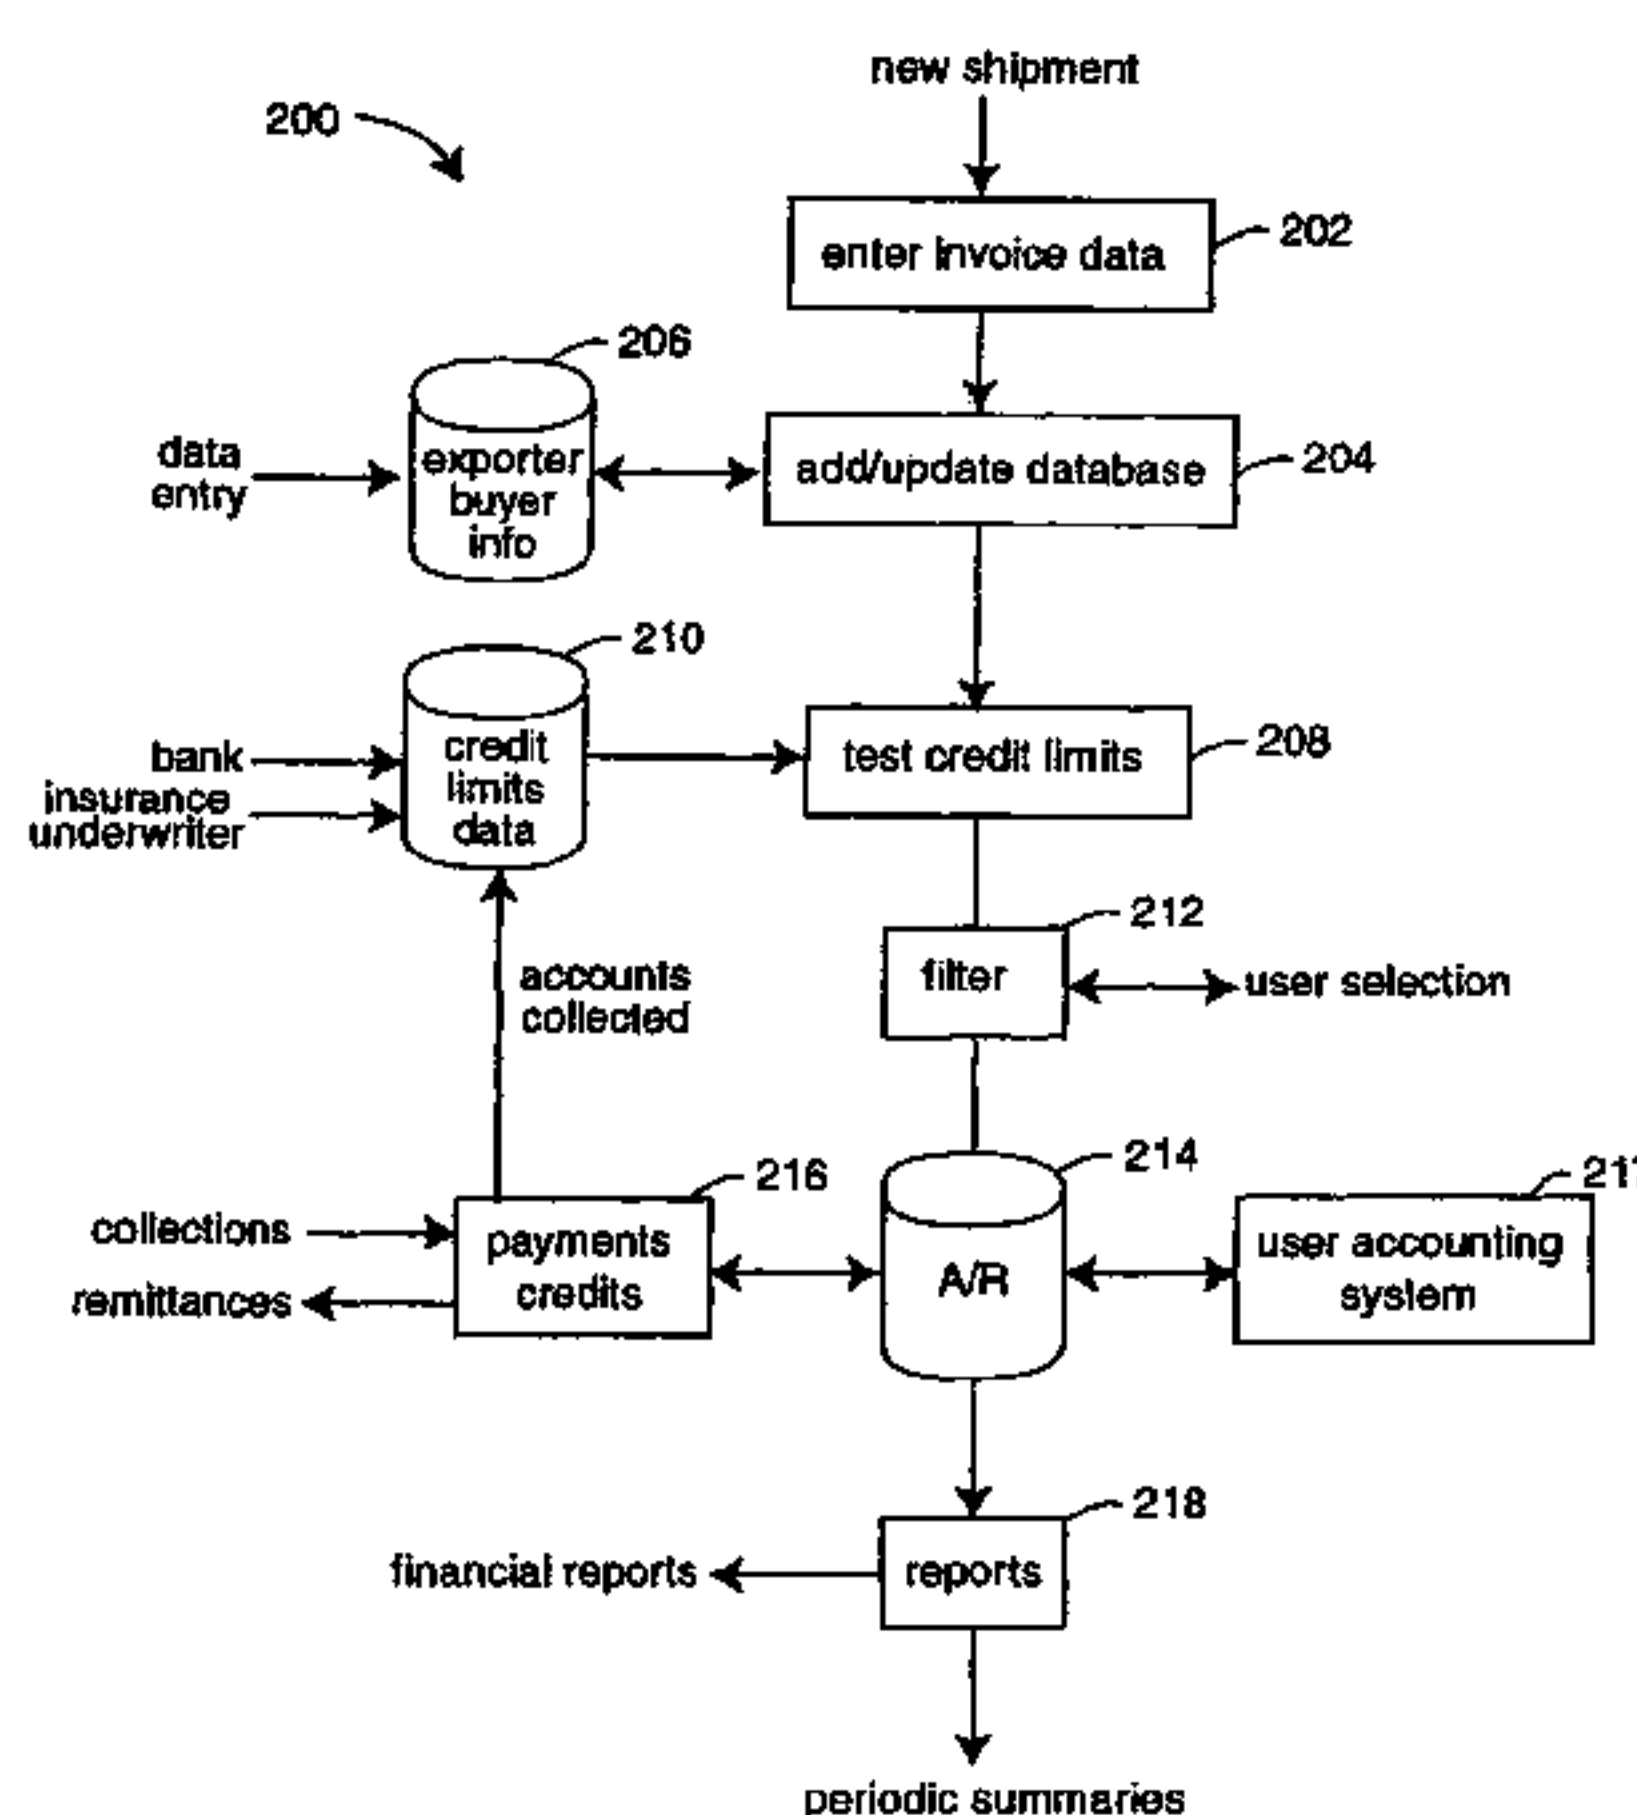 new shipment
200
enter invoice data
202
206
data
entry
exporter
buyer
info
add/update database
204
210
bank
insurance
underwriter
credit
limits
data
test credit limits
208
212
filter
user selection
accounts
collected
214
216
217
collections
remittances
payments
credits
A/R
user accounting
system
218
financial reports
reports
periodic summaries